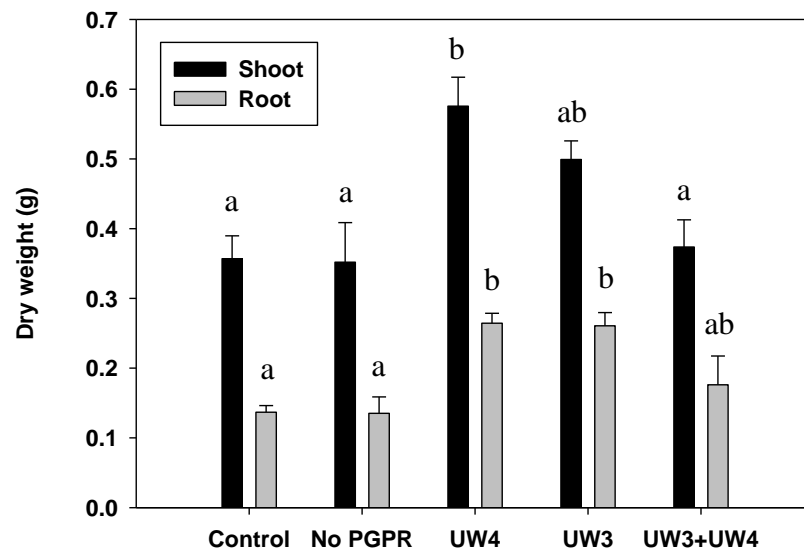 0.7
0.6
0.5
0.4
0.3
0.2
0.1
0.0
Dry weight (g)
Shoot
Root
a
a
a
a
b
b
ab
b
a
ab
Control No PGPR UW4 UW3 UW3+UW4